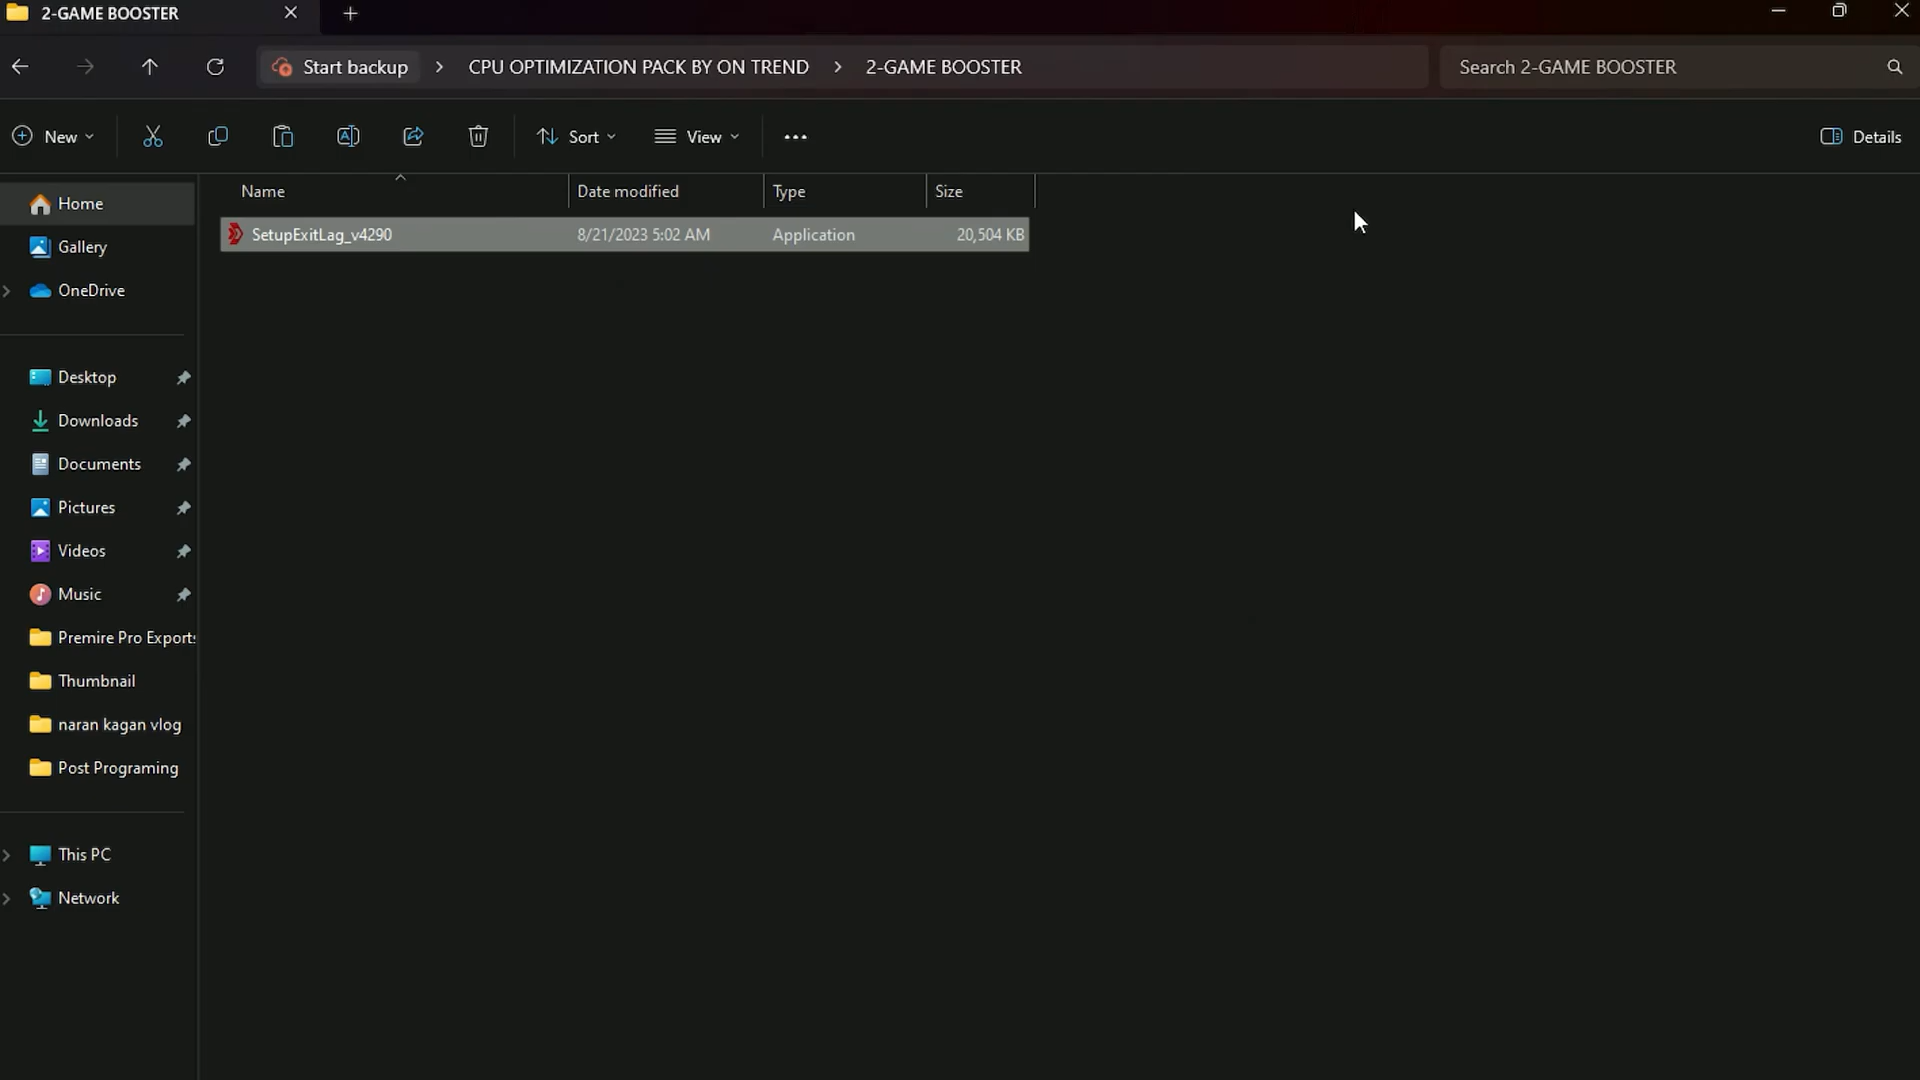 2-GAME BOOSTER
Start backup > CPU OPTIMIZATION PACK BY ON TREND > 2-GAME BOOSTER
Search 2-GAME BOOSTER
New
Sort
View
Details
Name Date modified Type Size
SetupExitLag_v4290 8/21/2023 5:02 AM Application 20,504 KB
Home
Gallery
OneDrive
Desktop
Downloads
Documents
Pictures
Videos
Music
Premire Pro Exports
Thumbnail
naran kagan vlog
Post Programing
This PC
Network